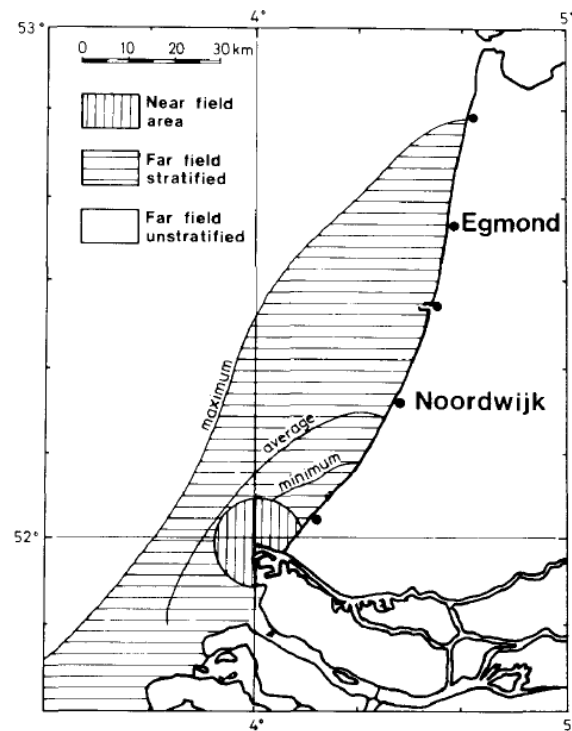 53°
4°
5°
0 10 20 30 km
Near field
area
Far field
stratified
Far field
unstratified
Egmond
maximum
Noordwijk
average
minimum
52°
4°
5